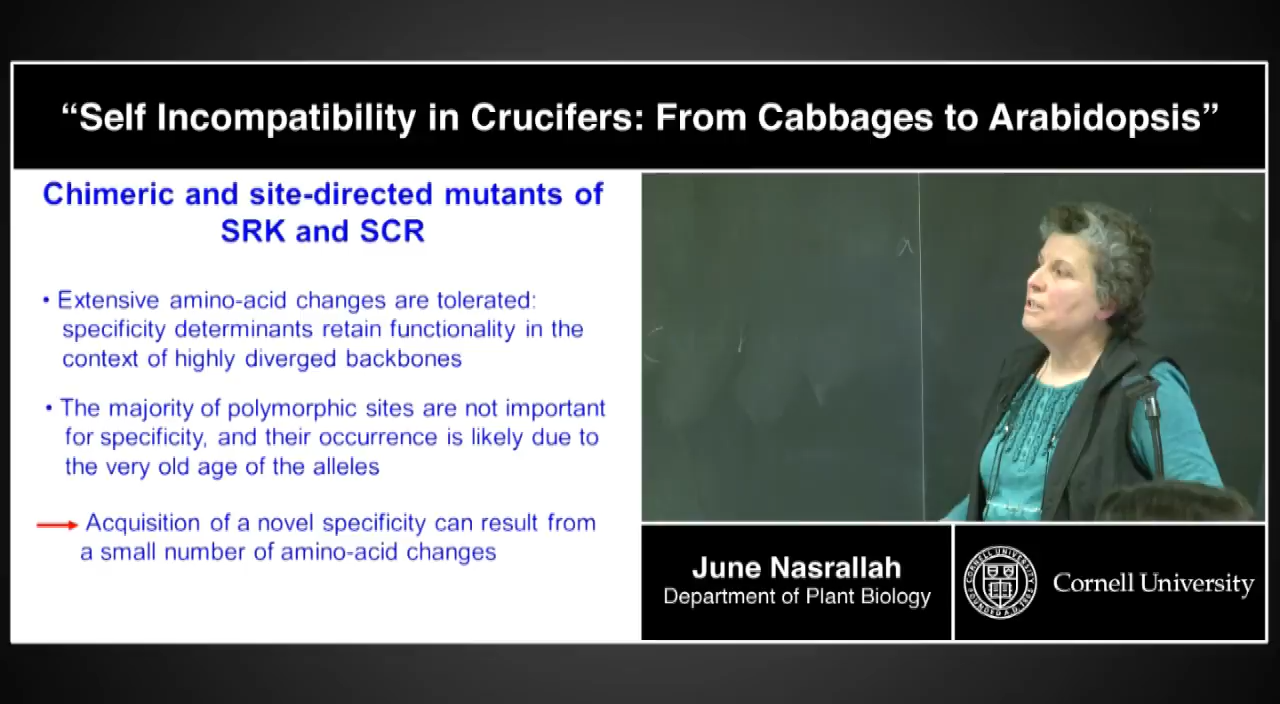 “Self Incompatibility in Crucifers: From Cabbages to Arabidopsis”
Chimeric and site-directed mutants of
SRK and SCR
• Extensive amino-acid changes are tolerated:
specificity determinants retain functionality in the
context of highly diverged backbones
• The majority of polymorphic sites are not important
for specificity, and their occurrence is likely due to
the very old age of the alleles
Acquisition of a novel specificity can result from
a small number of amino-acid changes
June Nasrallah
Department of Plant Biology
CORNELL UNIVERSITY
FOUNDED A.D. 1865
Cornell University